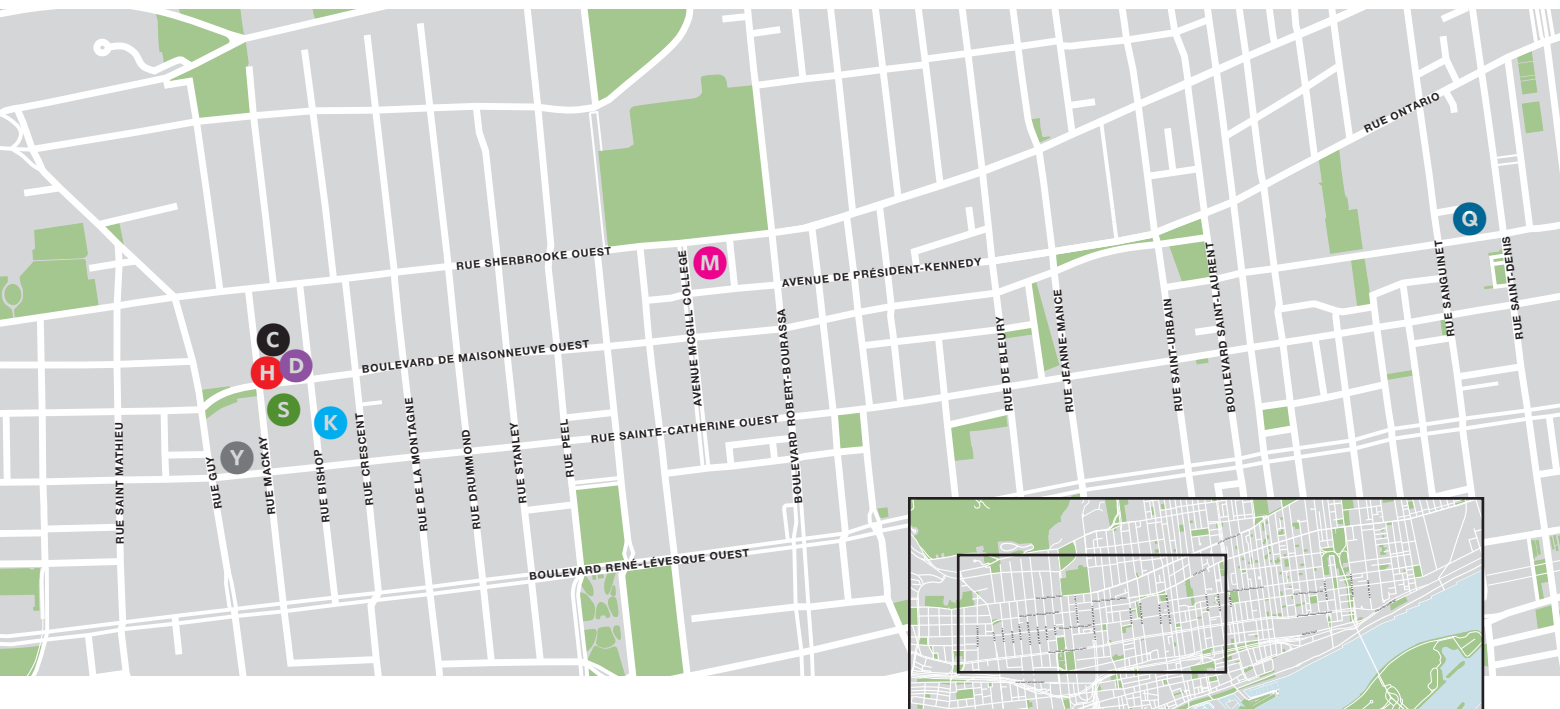 RUE ONTARIO
Q
RUE SHERBROOKE OUEST
M
AVENUE DE PRÉSIDENT-KENNEDY
AVENUE MCGILL COLLEGE
RUE SANGUINET
RUE SAINT-DENIS
BOULEVARD SAINT-LAURENT
RUE JEANNE-MANCE
RUE SAINT-URBAIN
RUE DE BLEURY
BOULEVARD ROBERT-BOURASSA
C
H
D
BOULEVARD DE MAISONNEUVE OUEST
S
K
Y
RUE SAINTE-CATHERINE OUEST
RUE SAINT MATHIEU
RUE GUY
RUE MACKAY
RUE BISHOP
RUE CRESCENT
RUE DE LA MONTAGNE
RUE DRUMMOND
RUE STANLEY
RUE PEEL
BOULEVARD RENÉ-LÉVESQUE OUEST